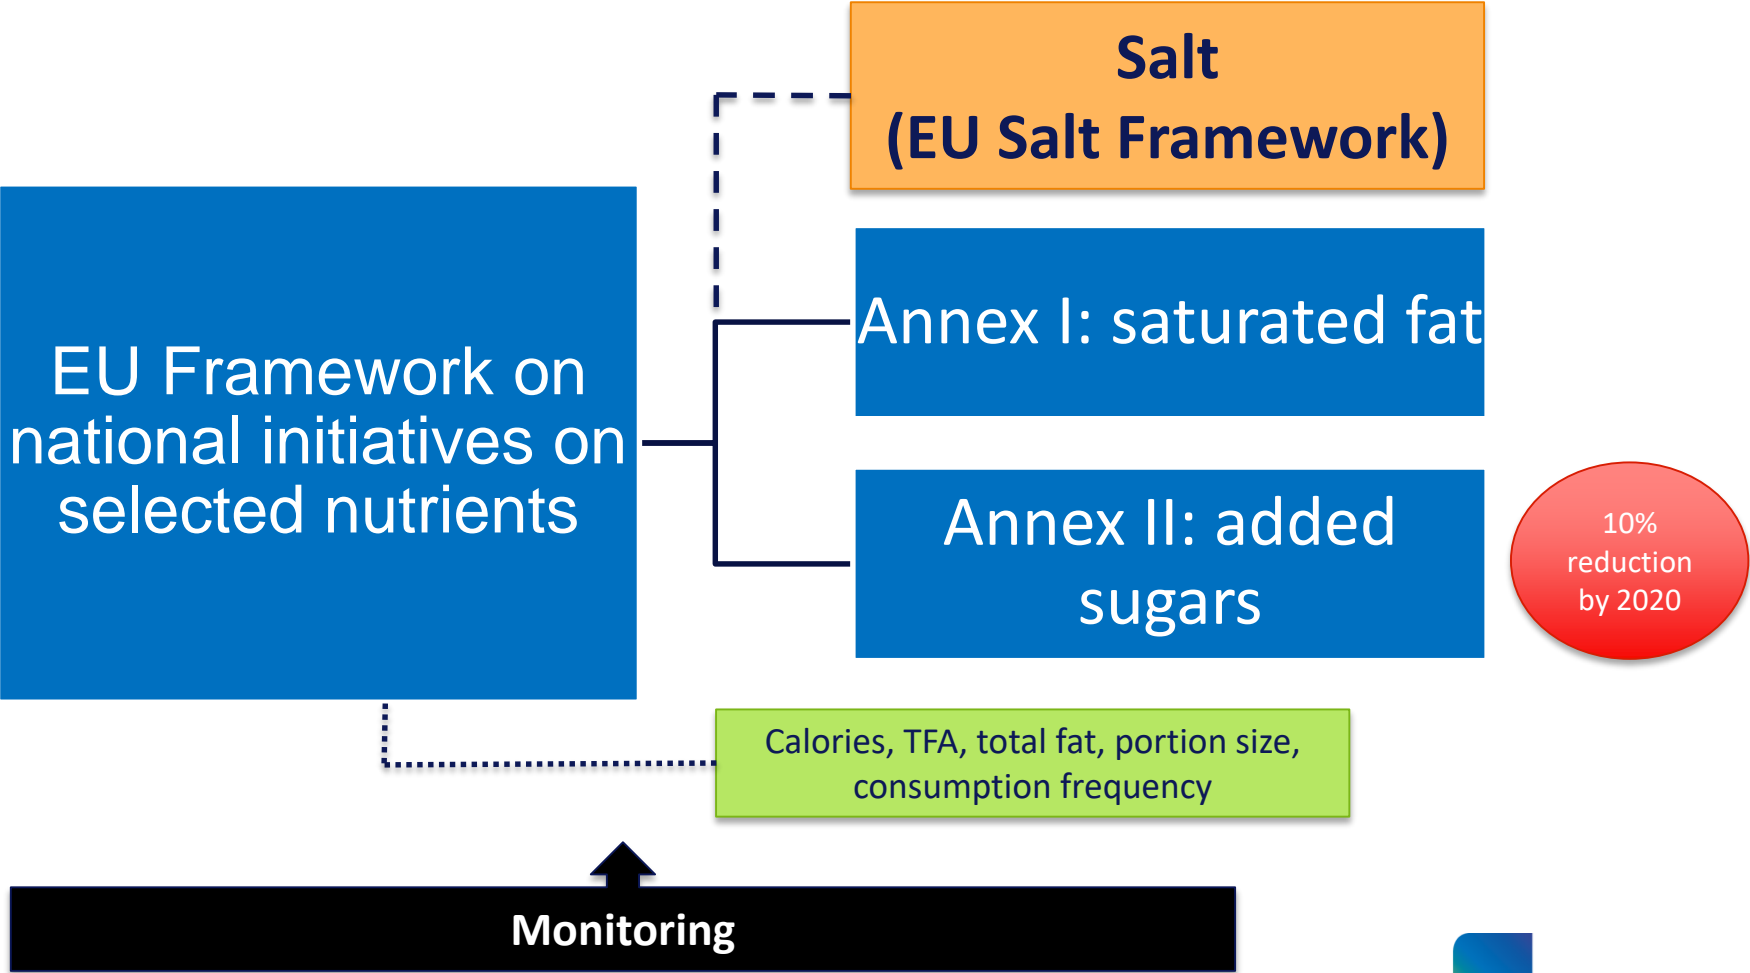 Salt
(EU Salt Framework)
EU Framework on
national initiatives on
selected nutrients
Annex I: saturated fat
Annex II: added
sugars
10%
reduction
by 2020
Calories, TFA, total fat, portion size,
consumption frequency
Monitoring